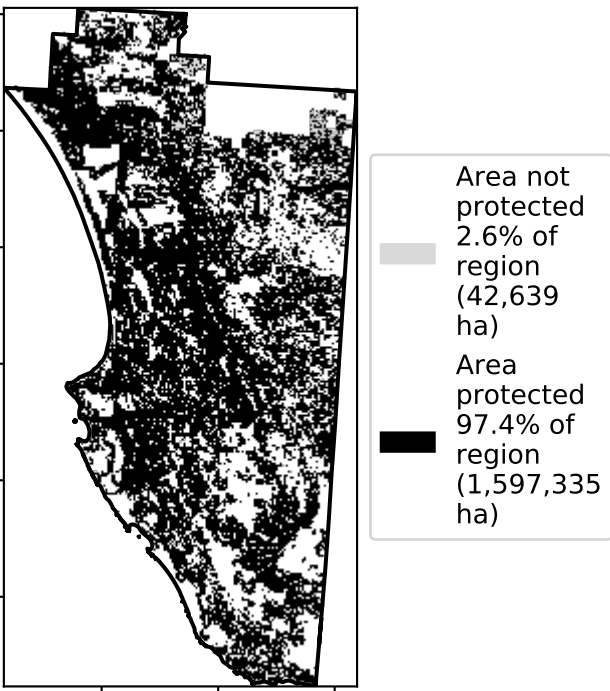 Area not
protected
2.6% of
region
(42,639
ha)
Area
protected
97.4% of
region
(1,597,335
ha)